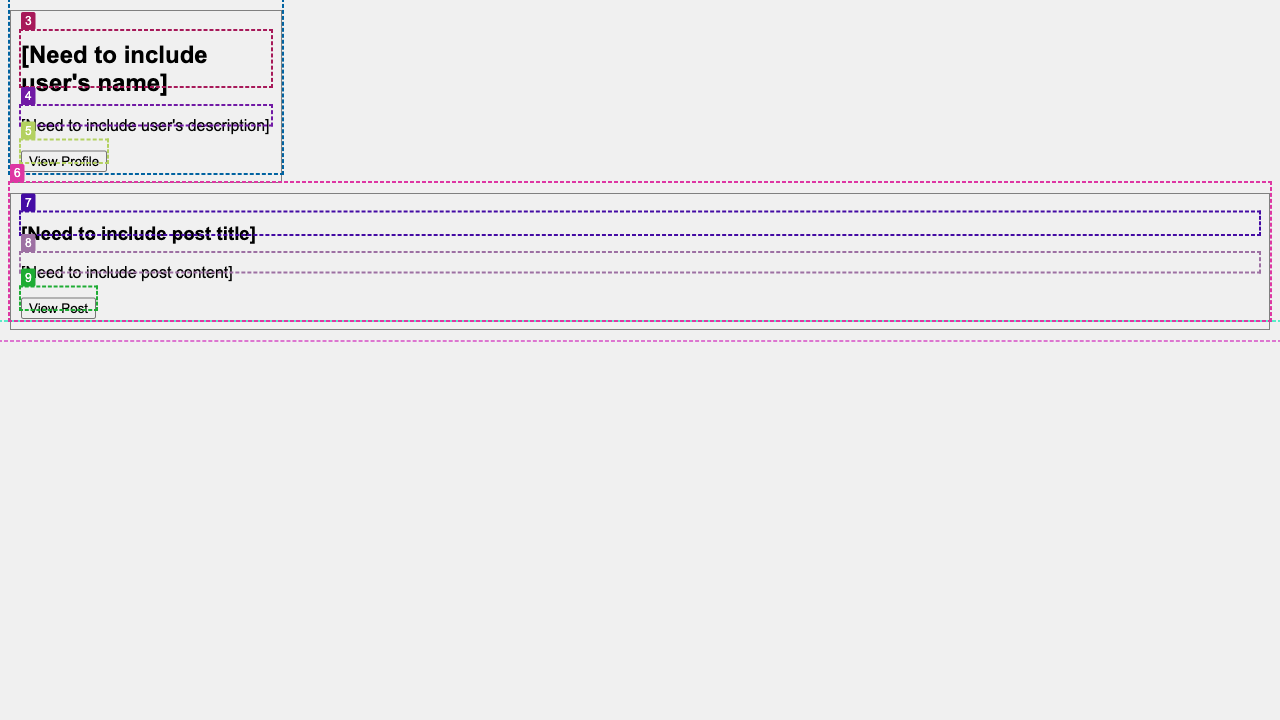 3
[Need to include
user's name]
4
[Need to include user's description]
5
View Profile
6
7
[Need to include post title]
8
[Need to include post content]
9
View Post